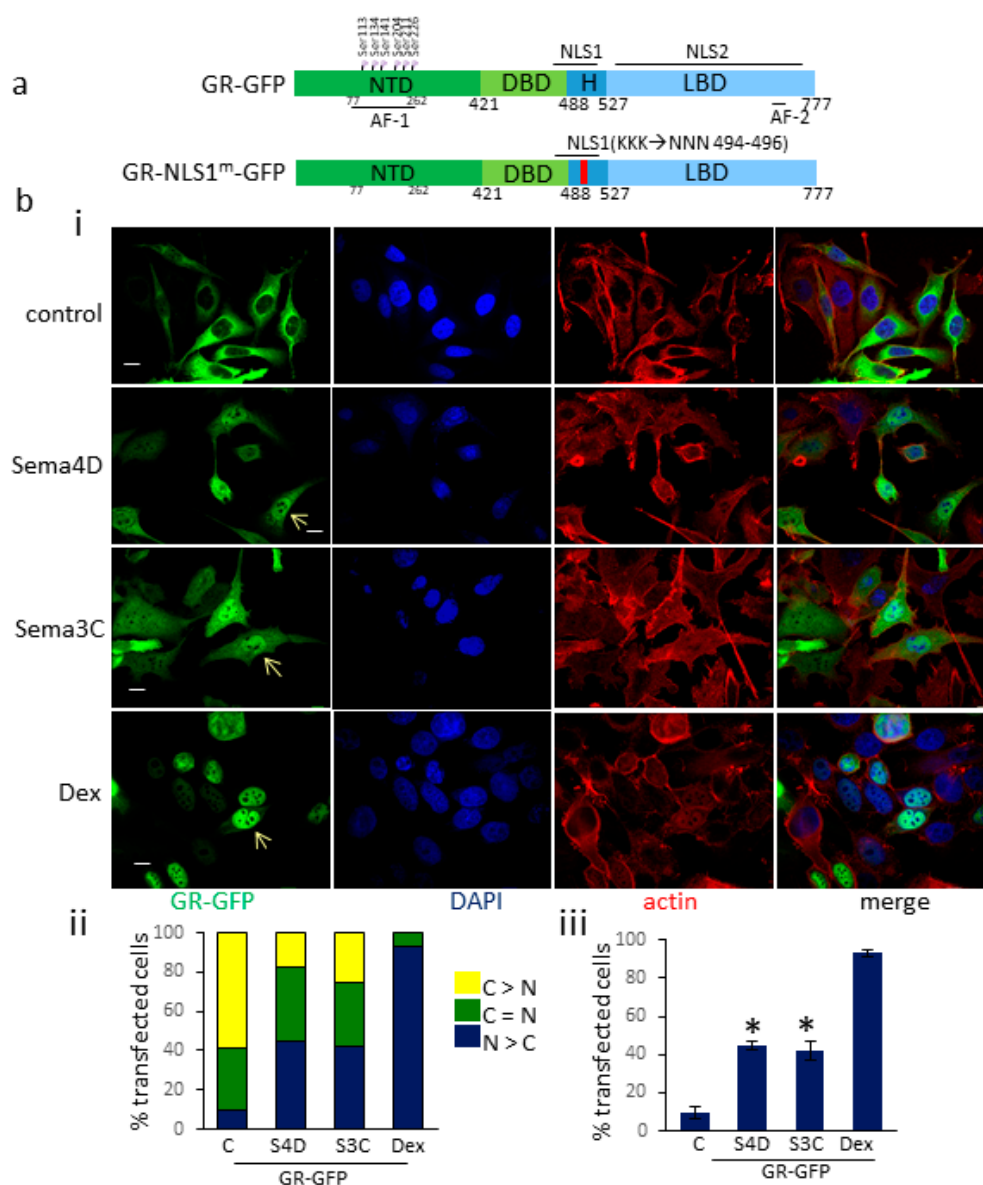 a
Ser113
Ser134
Ser141
Ser204
Ser211
Ser226
NLS1 NLS2
GR-GFP NTD DBD H LBD
77 262 421 488 527 777
AF-1 AF-2
NLS1(KKK→NNN 494-496)
GR-NLS1m-GFP NTD DBD LBD
77 262 421 488 527 777
b
i
control
Sema4D
Sema3C
Dex
GR-GFP DAPI actin merge
ii
% transfected cells
100
80
60
40
20
0
C S4D S3C Dex
GR-GFP
C > N
C = N
N > C
iii
% transfected cells
100
80
60
40
20
0
* *
C S4D S3C Dex
GR-GFP